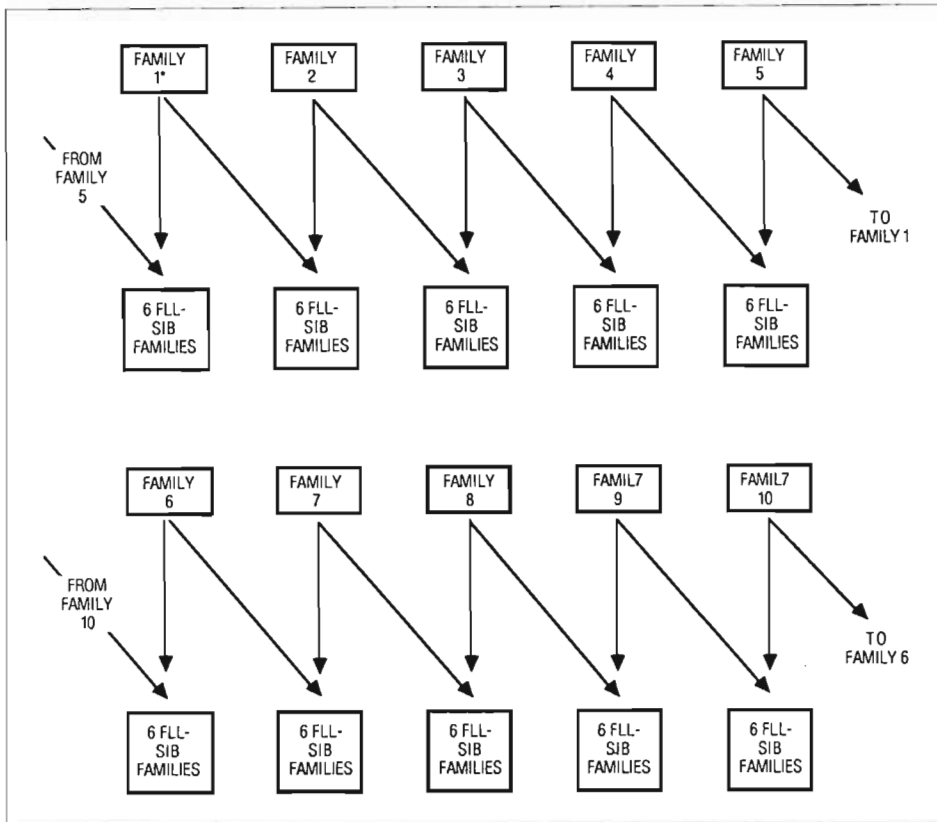 FAMILY
1*
FAMILY
2
FAMILY
3
FAMILY
4
FAMILY
5
FROM
FAMILY
5
TO
FAMILY 1
6 FLL-
SIB
FAMILIES
6 FLL-
SIB
FAMILIES
6 FLL-
SIB
FAMILIES
6 FLL-
SIB
FAMILIES
6 FLL-
SIB
FAMILIES
FAMILY
6
FAMILY
7
FAMILY
8
FAMIL7
9
FAMIL7
10
FROM
FAMILY
10
TO
FAMILY 6
6 FLL-
SIB
FAMILIES
6 FLL-
SIB
FAMILIES
6 FLL-
SIB
FAMILIES
6 FLL-
SJB
FAMILIES
6 FLL-
SIB
FAMILIES